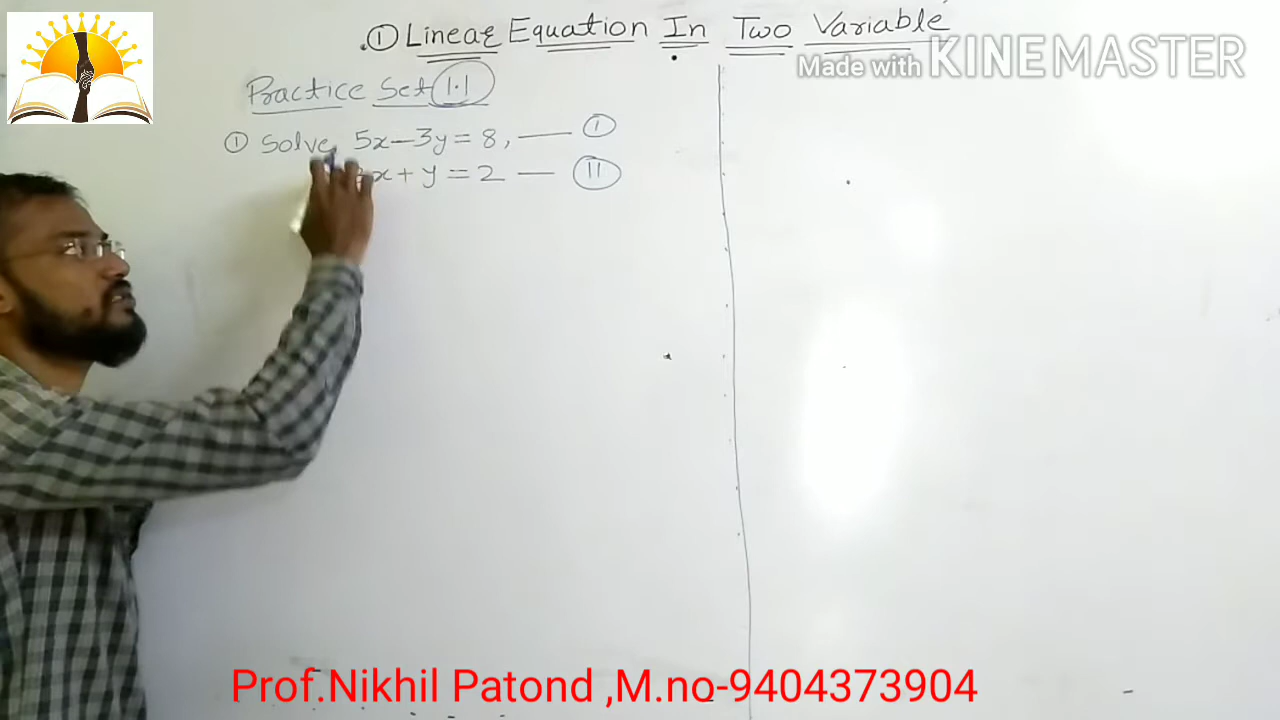 ① Linear Equation In Two Variable
Made with KINEMASTER
Practice Set 1.1
① Solve 5x-3y=8, — ①
x+y=2 — II
Prof.Nikhil Patond ,M.no-9404373904